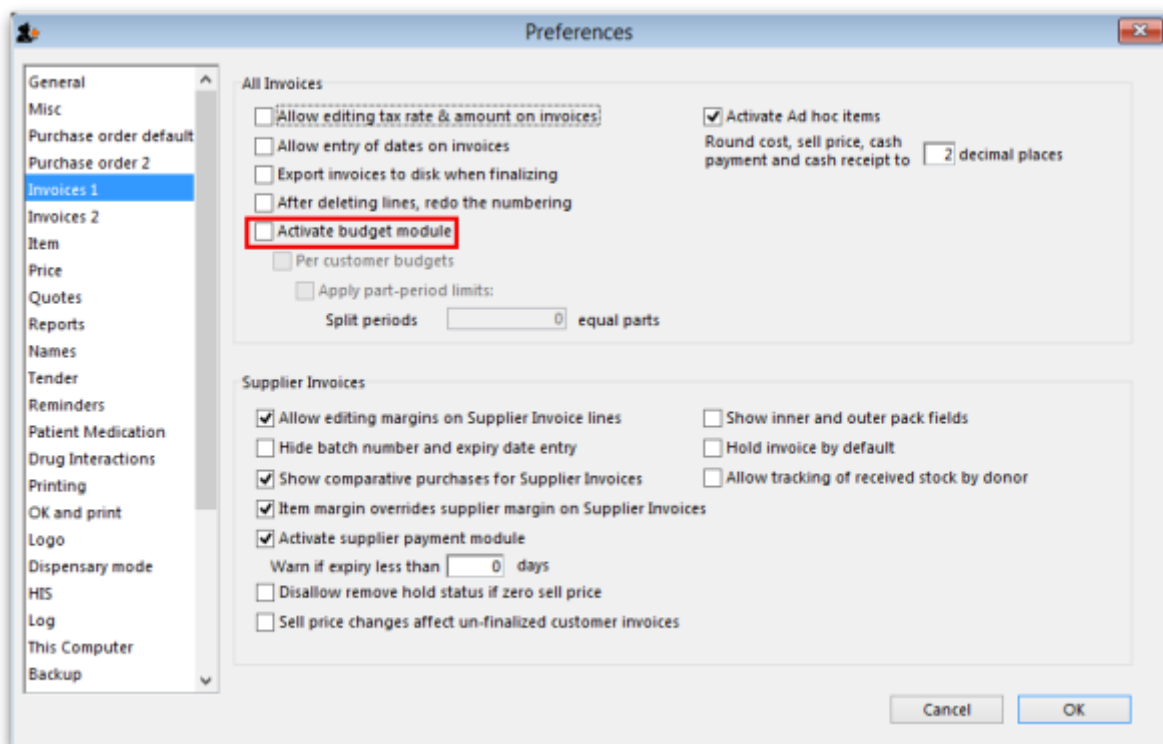 Preferences
General
Misc
Purchase order default
Purchase order 2
Invoices 1
Invoices 2
Item
Price
Quotes
Reports
Names
Tender
Reminders
Patient Medication
Drug Interactions
Printing
OK and print
Logo
Dispensary mode
HIS
Log
This Computer
Backup
All Invoices
Allow editing tax rate & amount on invoices
Allow entry of dates on invoices
Export invoices to disk when finalizing
After deleting lines, redo the numbering
Activate budget module
Per customer budgets
Apply part-period limits:
Split periods 0 equal parts
Activate Ad hoc items
Round cost, sell price, cash
payment and cash receipt to 2 decimal places
Supplier Invoices
Allow editing margins on Supplier Invoice lines
Hide batch number and expiry date entry
Show comparative purchases for Supplier Invoices
Item margin overrides supplier margin on Supplier Invoices
Activate supplier payment module
Warn if expiry less than 0 days
Disallow remove hold status if zero sell price
Sell price changes affect un-finalized customer invoices
Show inner and outer pack fields
Hold invoice by default
Allow tracking of received stock by donor
Cancel
OK